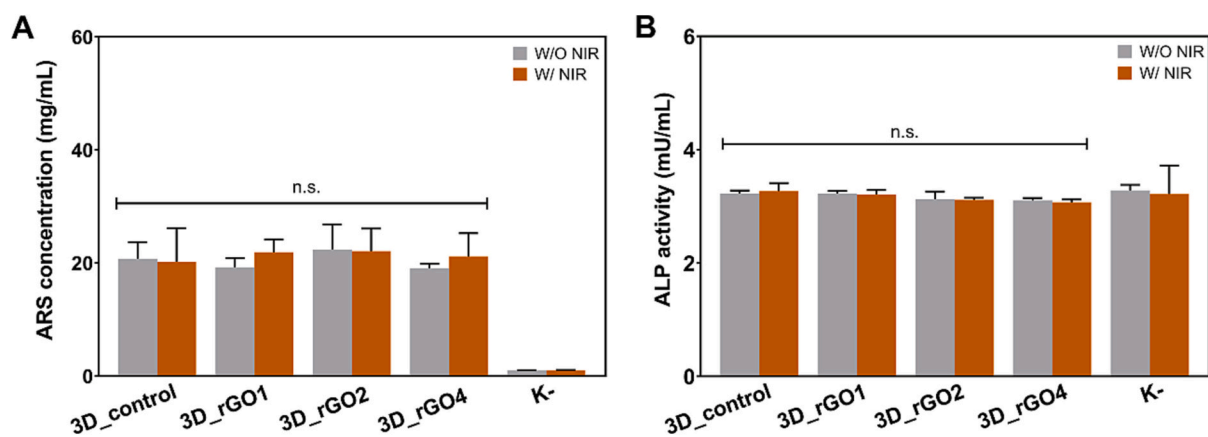 A
ARS concentration (mg/mL)
60
40
20
0
W/O NIR
W/ NIR
n.s.
3D_control
3D_rGO1
3D_rGO2
3D_rGO4
K-
B
ALP activity (mU/mL)
6
4
2
0
W/O NIR
W/ NIR
n.s.
3D_control
3D_rGO1
3D_rGO2
3D_rGO4
K-